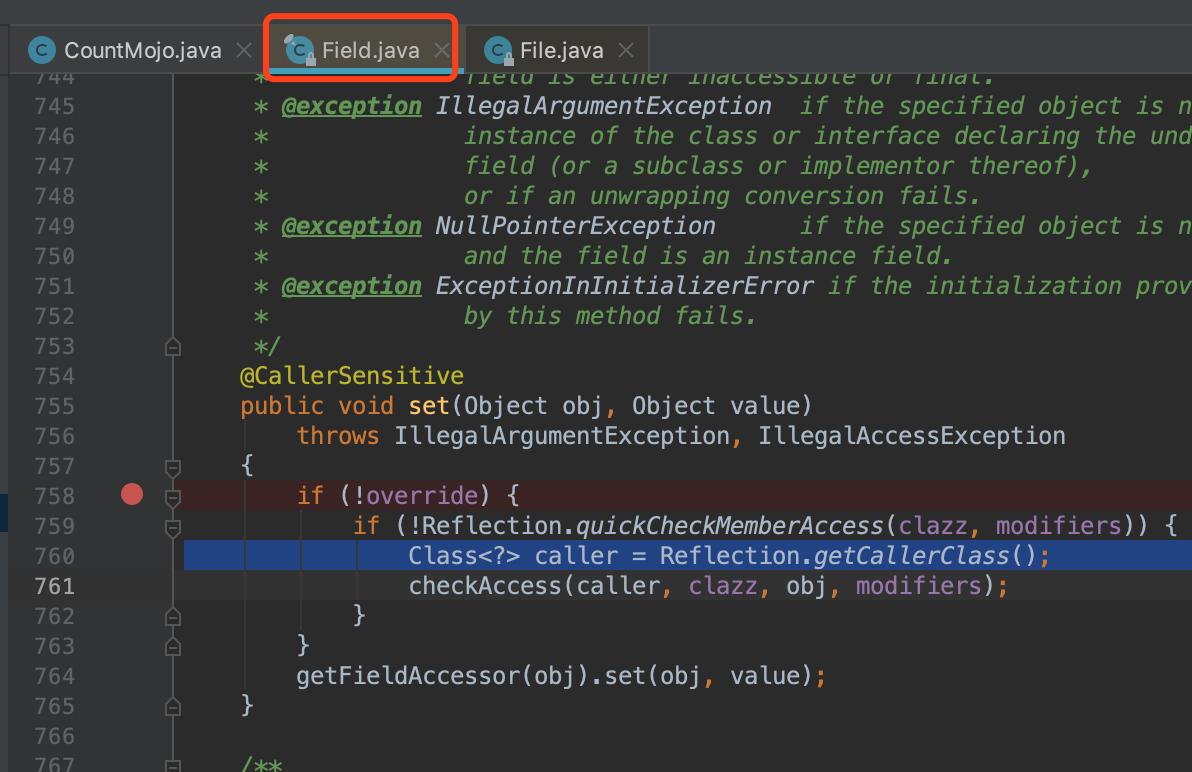 CountMojo.java Field.java File.java
744 * field is either inaccessible or final.
745 * @exception IllegalArgumentException if the specified object is n
746 * instance of the class or interface declaring the und
747 * field (or a subclass or implementor thereof),
748 * or if an unwrapping conversion fails.
749 * @exception NullPointerException if the specified object is n
750 * and the field is an instance field.
751 * @exception ExceptionInInitializerError if the initialization prov
752 * by this method fails.
753 */
754 @CallerSensitive
755 public void set(Object obj, Object value)
756 throws IllegalArgumentException, IllegalAccessException
757 {
758 if (!override) {
759 if (!Reflection.quickCheckMemberAccess(clazz, modifiers)) {
760 Class<?> caller = Reflection.getCallerClass();
761 checkAccess(caller, clazz, obj, modifiers);
762 }
763 }
764 getFieldAccessor(obj).set(obj, value);
765 }
766
767 /**